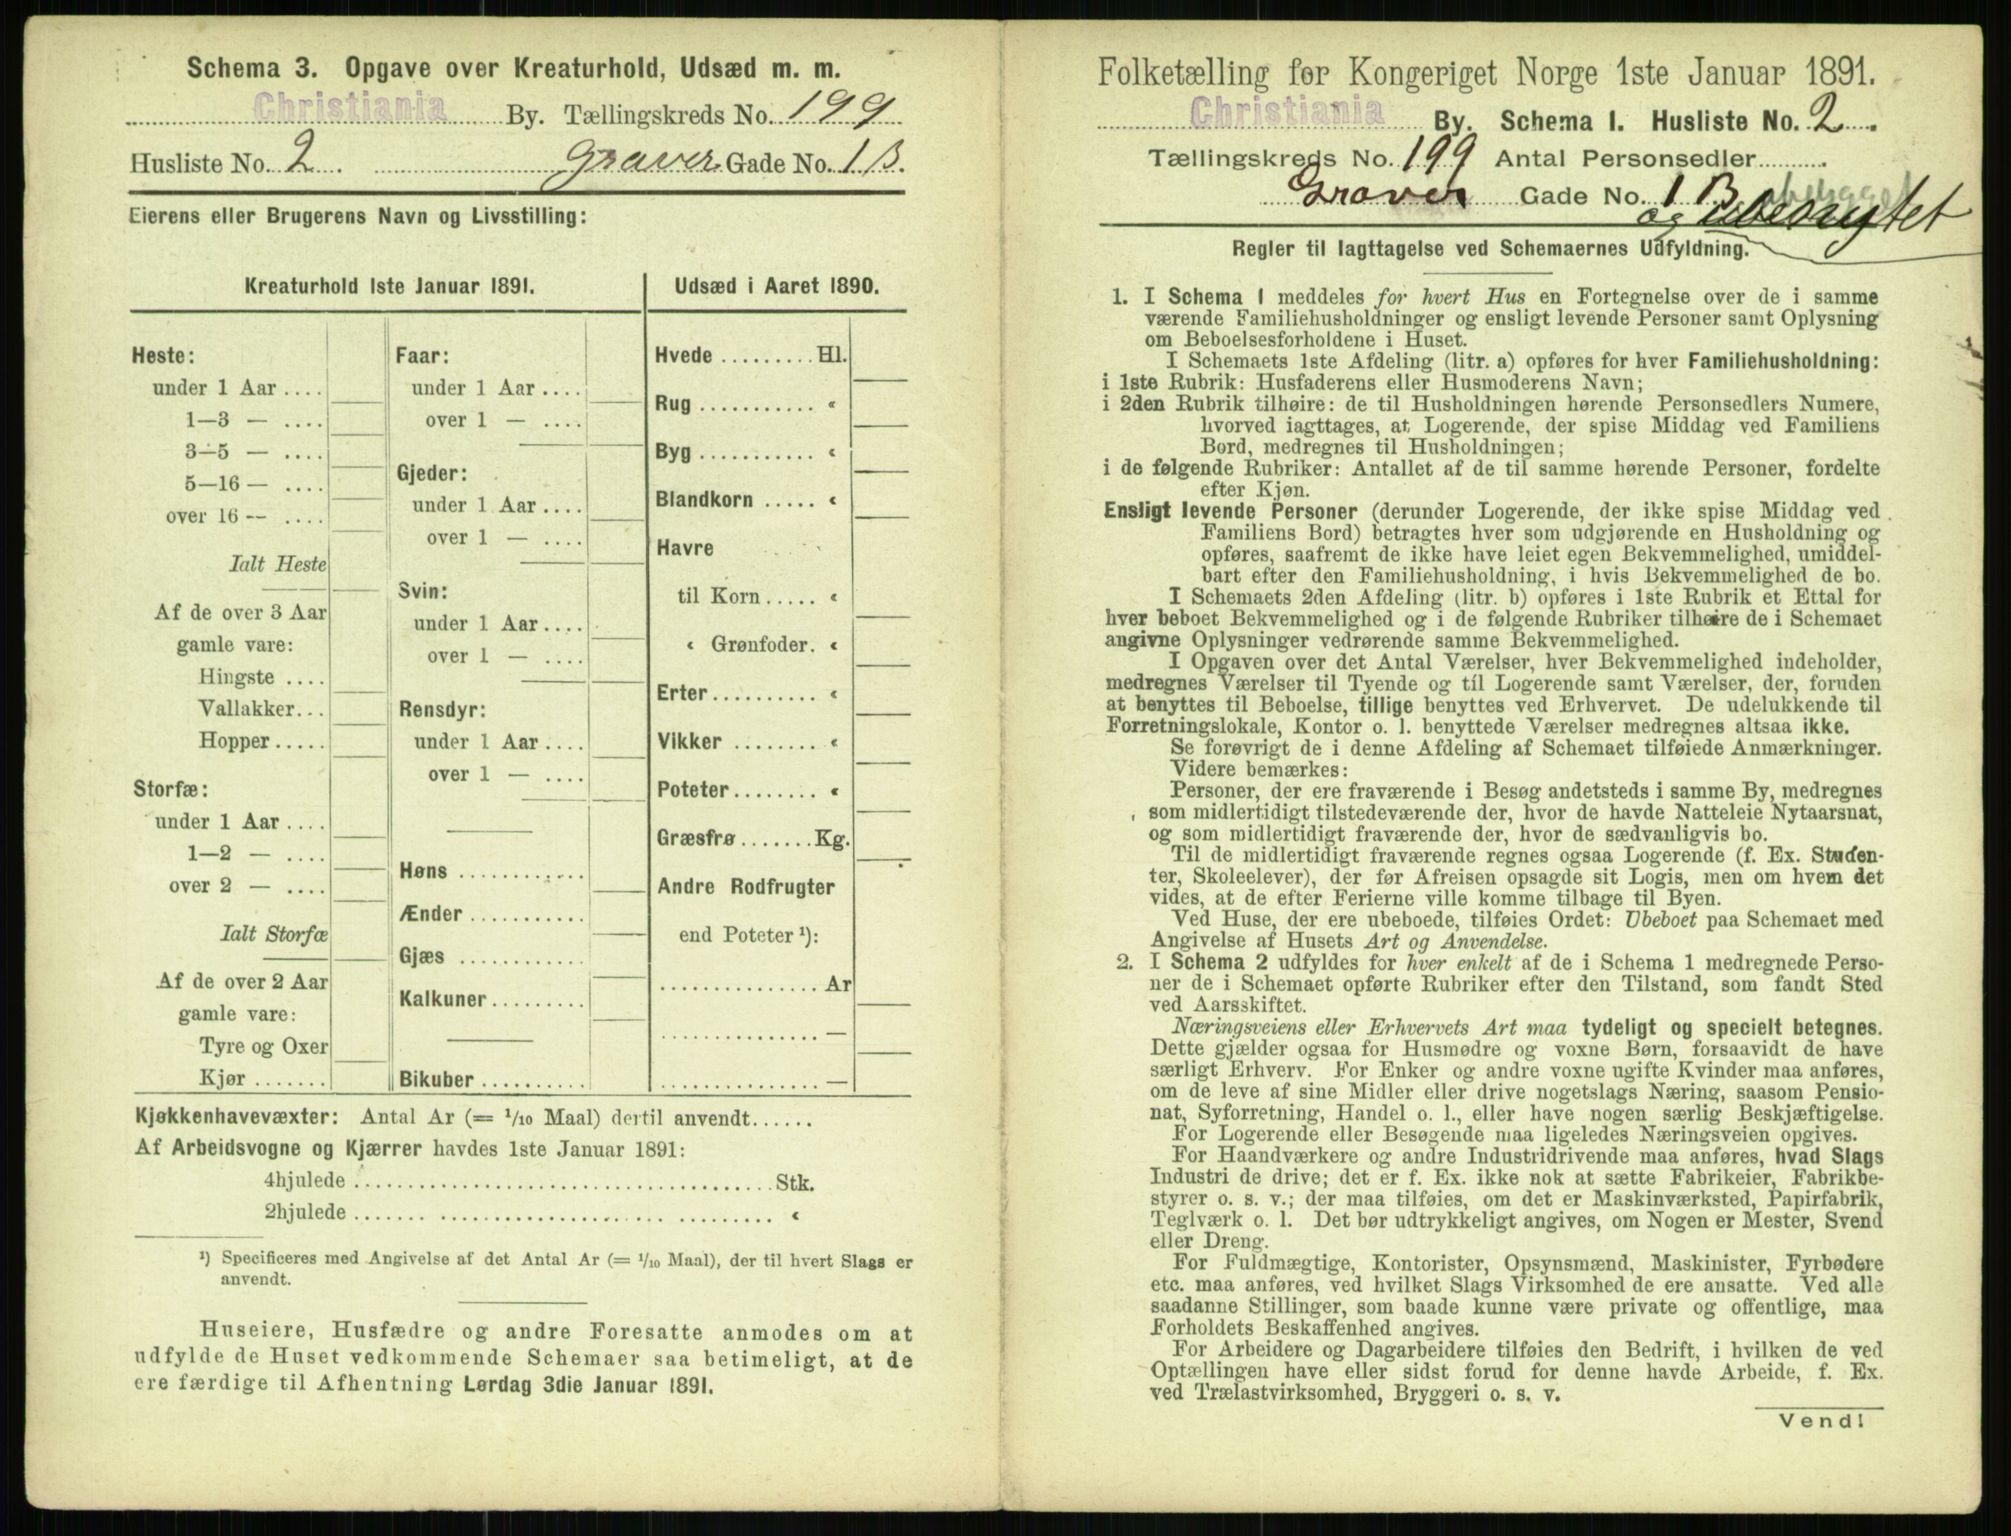 Schema 3. Opgave over Kreaturhold, Udsæd m. m.
Christiania By. Tællingskreds No. 199
Husliste No. 2. Graver Gade No. 1 B.
Eierens eller Brugerens Navn og Livsstilling:
Kreaturhold 1ste Januar 1891.
Heste:
under 1 Aar ....
1—3 — ....
3—5 — ....
5—16 — ....
over 16 — ....
Ialt Heste
Af de over 3 Aar
gamle vare:
Hingste ....
Vallakker...
Hopper.....
Storfæ:
under 1 Aar ....
1—2 — ....
over 2 — ....
Ialt Storfæ
Af de over 2 Aar
gamle vare:
Tyre og Oxer
Kjør .......
Faar:
under 1 Aar ....
over 1 — ....
Gjeder:
under 1 Aar ....
over 1 — ....
Svin:
under 1 Aar ....
over 1 — ....
Rensdyr:
under 1 Aar ....
over 1 — ....
Høns ............
Ænder ...........
Gjæs ............
Kalkuner.........
Bikuber ..........
Udsæd i Aaret 1890.
Hvede .........Hl.
Rug ........... «
Byg ........... «
Blandkorn ..... «
Havre
til Korn..... «
« Grønfoder. «
Erter.......... «
Vikker ........ «
Poteter........ «
Græsfrø.......Kg.
Andre Rodfrugter
end Poteter ¹):
............... Ar
............... —
............... —
Kjøkkenhavevæxter: Antal Ar (= 1/10 Maal) dertil anvendt......
Af Arbeidsvogne og Kjærrer havdes 1ste Januar 1891:
4hjulede ........................................Stk.
2hjulede ........................................ «
¹) Specificeres med Angivelse af det Antal Ar (= 1/10 Maal), der til hvert Slags er
anvendt.
Huseiere, Husfædre og andre Foresatte anmodes om at
udfylde de Huset vedkommende Schemaer saa betimeligt, at de
ere færdige til Afhentning Lørdag 3die Januar 1891.
Folketælling for Kongeriget Norge 1ste Januar 1891.
Christiania By. Schema 1. Husliste No. 2.
Tællingskreds No. 199 Antal Personsedler..........
Graver Gade No. 1 B. ubebygget
og ubenyttet
Regler til Iagttagelse ved Schemaernes Udfyldning.
1. I Schema 1 meddeles for hvert Hus en Fortegnelse over de i samme
værende Familiehusholdninger og ensligt levende Personer samt Oplysning
om Beboelsesforholdene i Huset.
I Schemaets 1ste Afdeling (litr. a) opføres for hver Familiehusholdning:
i 1ste Rubrik: Husfaderens eller Husmoderens Navn;
i 2den Rubrik tilhøire: de til Husholdningen hørende Personsedlers Numere,
hvorved iagttages, at Logerende, der spise Middag ved Familiens
Bord, medregnes til Husholdningen;
i de følgende Rubriker: Antallet af de til samme hørende Personer, fordelte
efter Kjøn.
Ensligt levende Personer (derunder Logerende, der ikke spise Middag ved
Familiens Bord) betragtes hver som udgjørende en Husholdning og
opføres, saafremt de ikke have leiet egen Bekvemmelighed, umiddel-
bart efter den Familiehusholdning, i hvis Bekvemmelighed de bo.
I Schemaets 2den Afdeling (litr. b) opføres i 1ste Rubrik et Ettal for
hver beboet Bekvemmelighed og i de følgende Rubriker tilhøire de i Schemaet
angivne Oplysninger vedrørende samme Bekvemmelighed.
I Opgaven over det Antal Værelser, hver Bekvemmelighed indeholder,
medregnes Værelser til Tyende og til Logerende samt Værelser, der, foruden
at benyttes til Beboelse, tillige benyttes ved Erhvervet. De udelukkende til
Forretningslokale, Kontor o. l. benyttede Værelser medregnes altsaa ikke.
Se forøvrigt de i denne Afdeling af Schemaet tilføiede Anmærkninger.
Videre bemærkes:
Personer, der ere fraværende i Besøg andetsteds i samme By, medregnes
som midlertidigt tilstedeværende der, hvor de havde Natteleie Nytaarsnat,
og som midlertidigt fraværende der, hvor de sædvanligvis bo.
Til de midlertidigt fraværende regnes ogsaa Logerende (f. Ex. Studen-
ter, Skoleelever), der før Afreisen opsagde sit Logis, men om hvem det
vides, at de efter Ferierne ville komme tilbage til Byen.
Ved Huse, der ere ubeboede, tilføies Ordet: Ubeboet paa Schemaet med
Angivelse af Husets Art og Anvendelse.
2. I Schema 2 udfyldes for hver enkelt af de i Schema 1 medregnede Perso-
ner de i Schemaet opførte Rubriker efter den Tilstand, som fandt Sted
ved Aarsskiftet.
Næringsveiens eller Erhvervets Art maa tydeligt og specielt betegnes.
Dette gjælder ogsaa for Husmødre og voxne Børn, forsaavidt de have
særligt Erhverv. For Enker og andre voxne ugifte Kvinder maa anføres,
om de leve af sine Midler eller drive nogetslags Næring, saasom Pensio-
nat, Syforretning, Handel o. l., eller have nogen særlig Beskjæftigelse.
For Logerende eller Besøgende maa ligeledes Næringsveien opgives.
For Haandværkere og andre Industridrivende maa anføres, hvad Slags
Industri de drive; det er f. Ex. ikke nok at sætte Fabrikeier, Fabrikbe-
styrer o. s. v.; der maa tilføies, om det er Maskinværksted, Papirfabrik,
Teglværk o. l. Det bør udtrykkeligt angives, om Nogen er Mester, Svend
eller Dreng.
For Fuldmægtige, Kontorister, Opsynsmænd, Maskinister, Fyrbødere
etc. maa anføres, ved hvilket Slags Virksomhed de ere ansatte. Ved alle
saadanne Stillinger, som baade kunne være private og offentlige, maa
Forholdets Beskaffenhed angives.
For Arbeidere og Dagarbeidere tilføies den Bedrift, i hvilken de ved
Optællingen have eller sidst forud for denne havde Arbeide, f. Ex.
ved Trælastvirksomhed, Bryggeri o. s. v.
Vend!